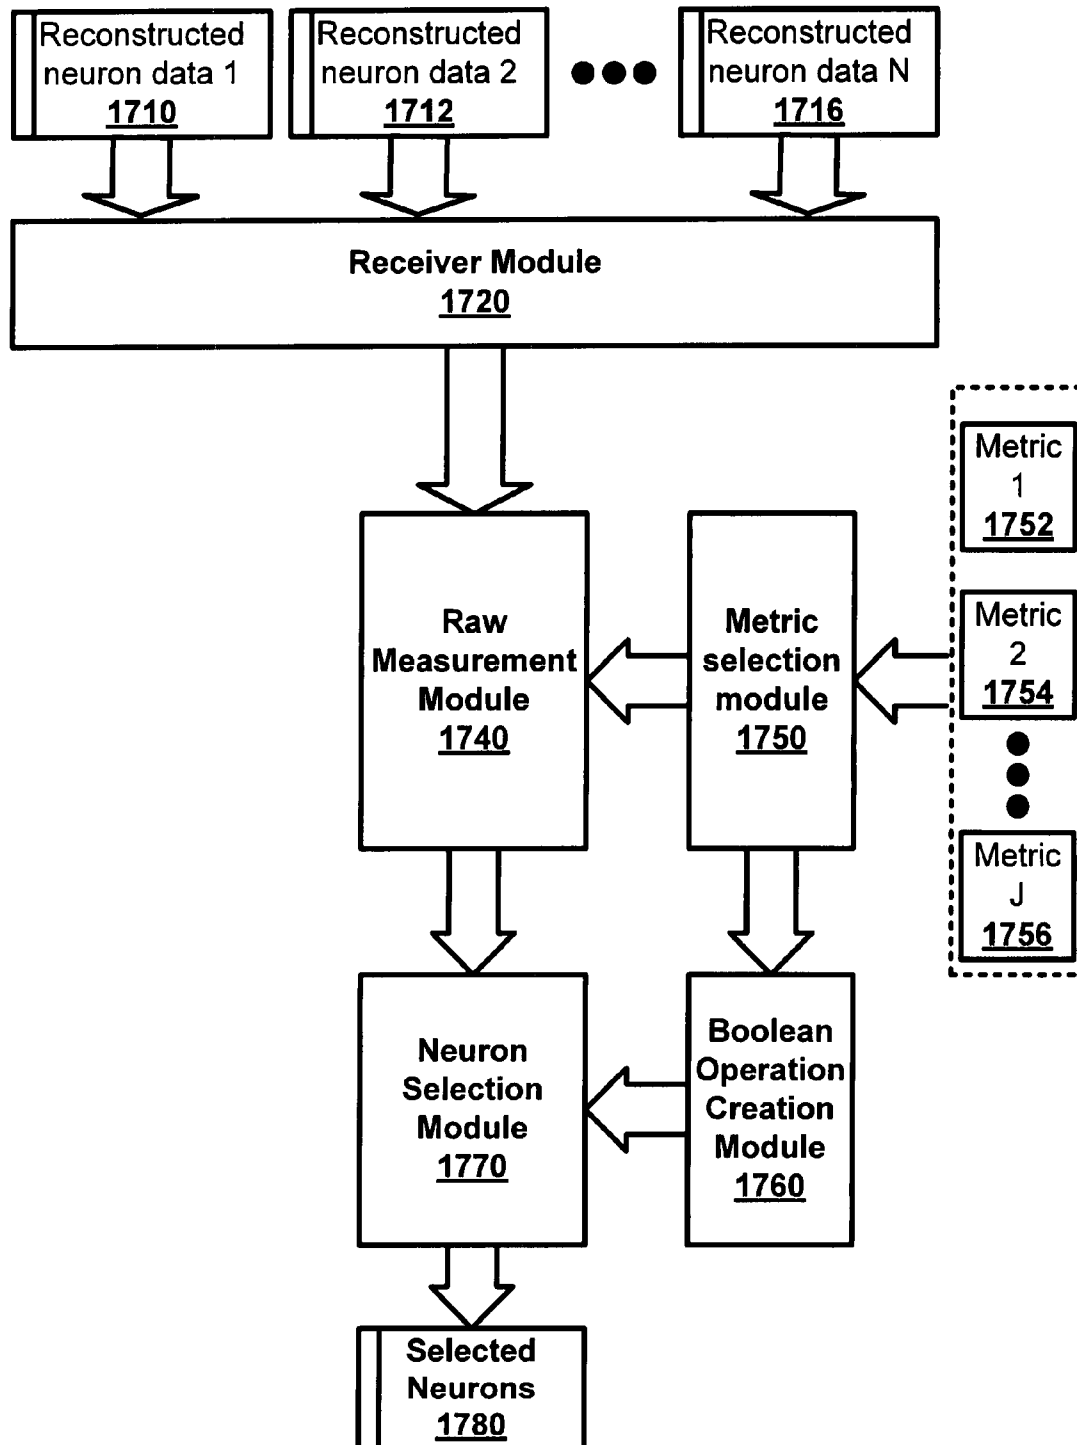 Reconstructed
neuron data 1
1710
Reconstructed
neuron data 2
1712
Reconstructed
neuron data N
1716
Receiver Module
1720
Metric
1
1752
Raw
Measurement
Module
1740
Metric
selection
module
1750
Metric
2
1754
Metric
J
1756
Neuron
Selection
Module
1770
Boolean
Operation
Creation
Module
1760
Selected
Neurons
1780